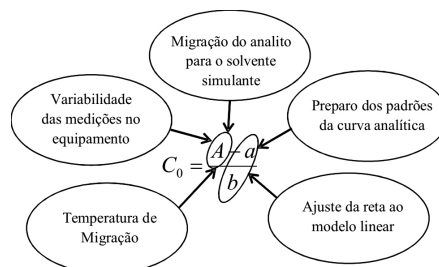 Migração do analito
para o solvente
simulante
Variabilidade
das medições no
equipamento
Preparo dos padrões
da curva analítica
C₀ = (A - a) / b
Temperatura de
Migração
Ajuste da reta ao
modelo linear